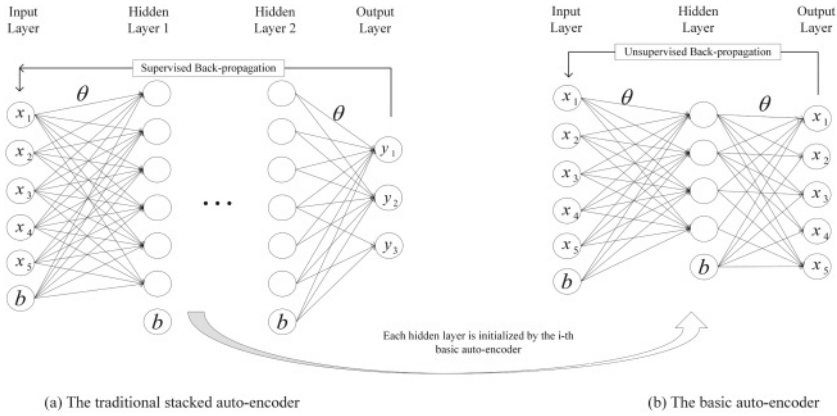 Input
Layer
Hidden
Layer 1
Hidden
Layer 2
Output
Layer
Supervised Back-propagation
θ
x1
x2
x3
x4
x5
b
b
...
θ
b
y1
y2
y3
Input
Layer
Hidden
Layer
Output
Layer
Unsupervised Back-propagation
θ
θ
x1
x2
x3
x4
x5
b
b
x1
x2
x3
x4
x5
Each hidden layer is initialized by the i-th
basic auto-encoder
(a) The traditional stacked auto-encoder
(b) The basic auto-encoder